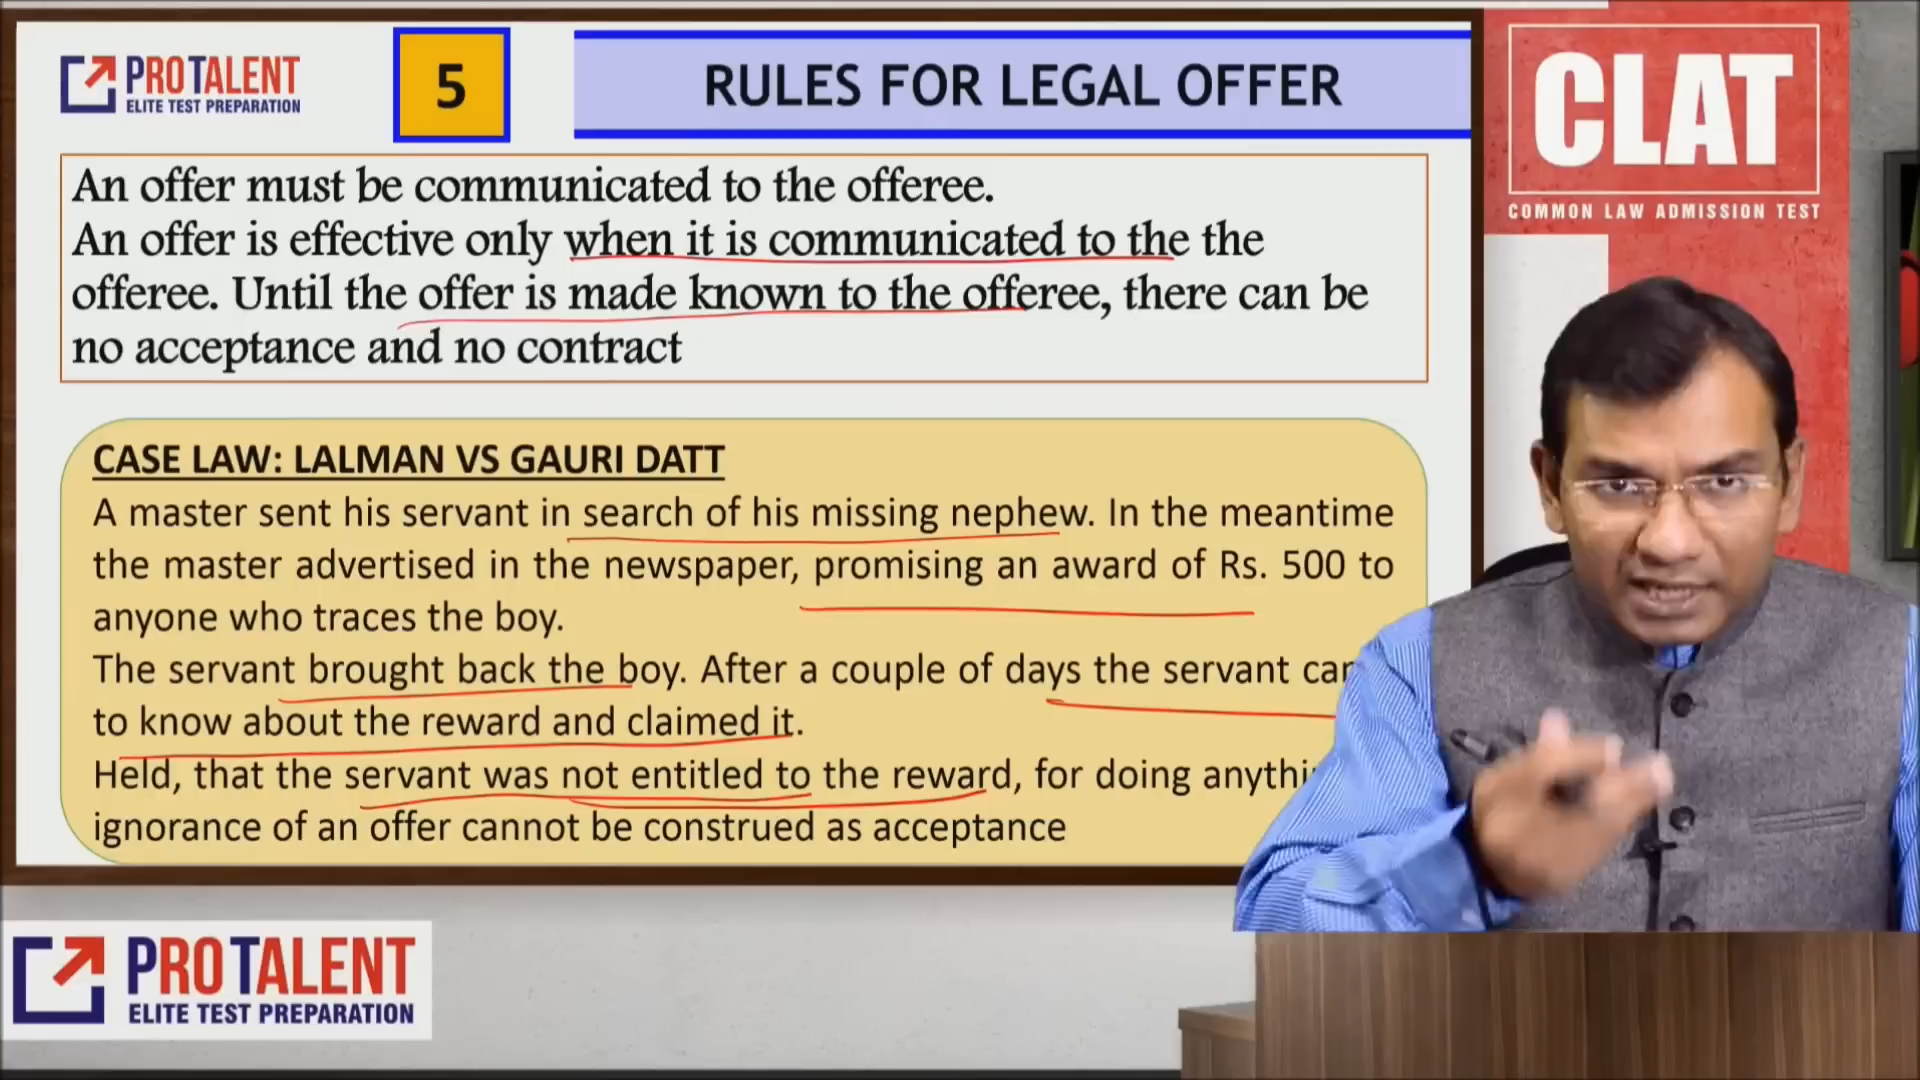 PROTALENT
ELITE TEST PREPARATION
5
RULES FOR LEGAL OFFER
CLAT
COMMON LAW ADMISSION TEST
An offer must be communicated to the offeree.
An offer is effective only when it is communicated to the the
offeree. Until the offer is made known to the offeree, there can be
no acceptance and no contract
CASE LAW: LALMAN VS GAURI DATT
A master sent his servant in search of his missing nephew. In the meantime
the master advertised in the newspaper, promising an award of Rs. 500 to
anyone who traces the boy.
The servant brought back the boy. After a couple of days the servant
to know about the reward and claimed it.
Held, that the servant was not entitled to the reward, for doing
ignorance of an offer cannot be construed as acceptance
PROTALENT
ELITE TEST PREPARATION